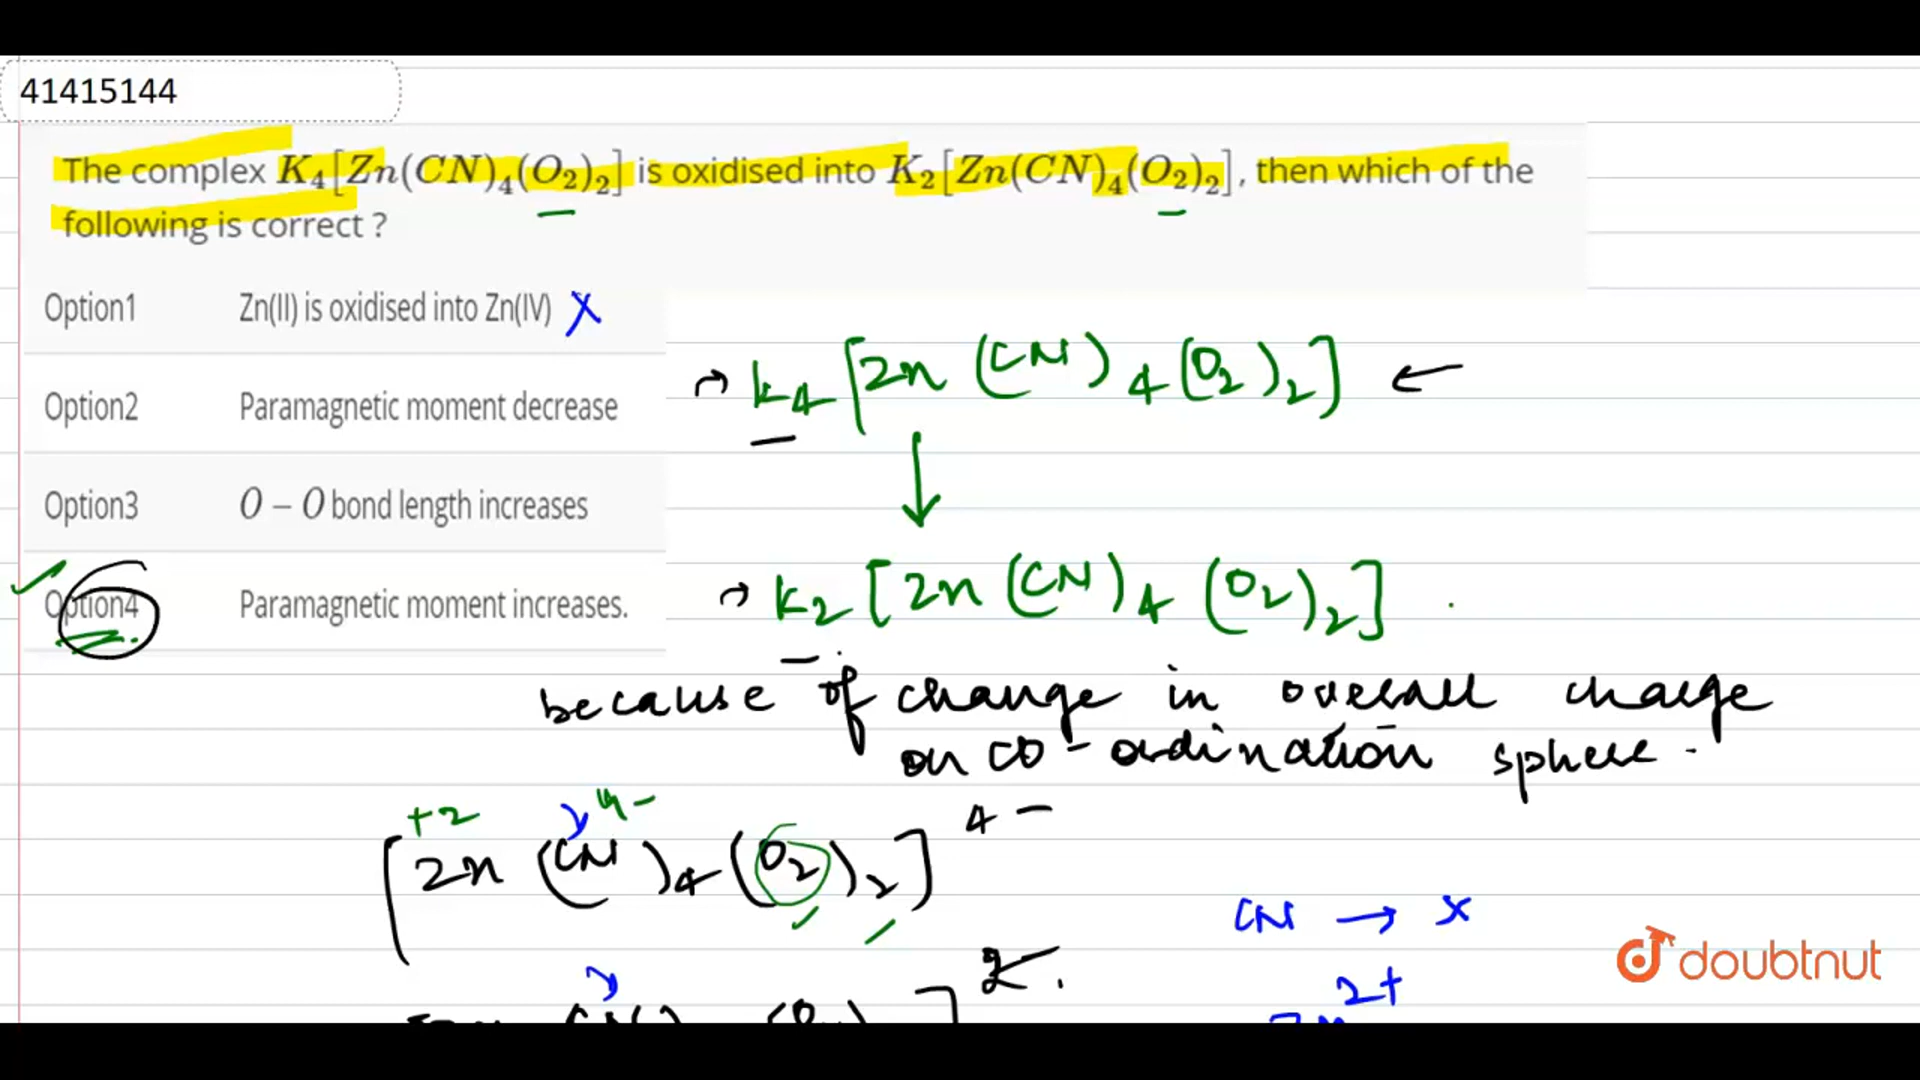 41415144
The complex K₄[Zn(CN)₄(O₂)₂] is oxidised into K₂[Zn(CN)₄(O₂)₂], then which of the
following is correct ?
Option1 Zn(II) is oxidised into Zn(IV) X
Option2 Paramagnetic moment decrease
Option3 O – O bond length increases
Option4 Paramagnetic moment increases.
→ K₄ [Zn (CN)₄ (O₂)₂] ←
↓
→ K₂ [Zn (CN)₄ (O₂)₂]
because of change in overall charge
on co-ordination sphere.
+2 4-
[Zn (CN)₄ (O₂)₂] 4-
2-
CN → x
2+
doubtnut